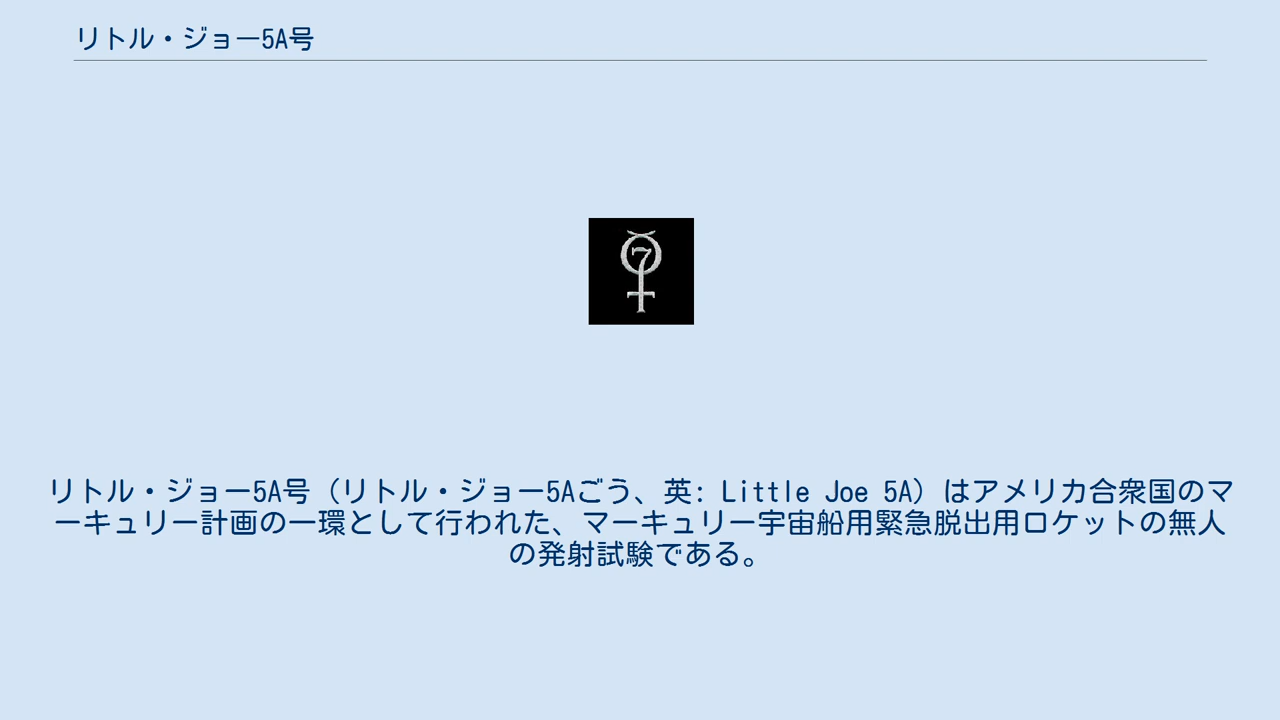 リトル・ジョー5A号
7
リトル・ジョー5A号（リトル・ジョー5Aごう、英: Little Joe 5A）はアメリカ合衆国のマ
ーキュリー計画の一環として行われた、マーキュリー宇宙船用緊急脱出用ロケットの無人
の発射試験である。